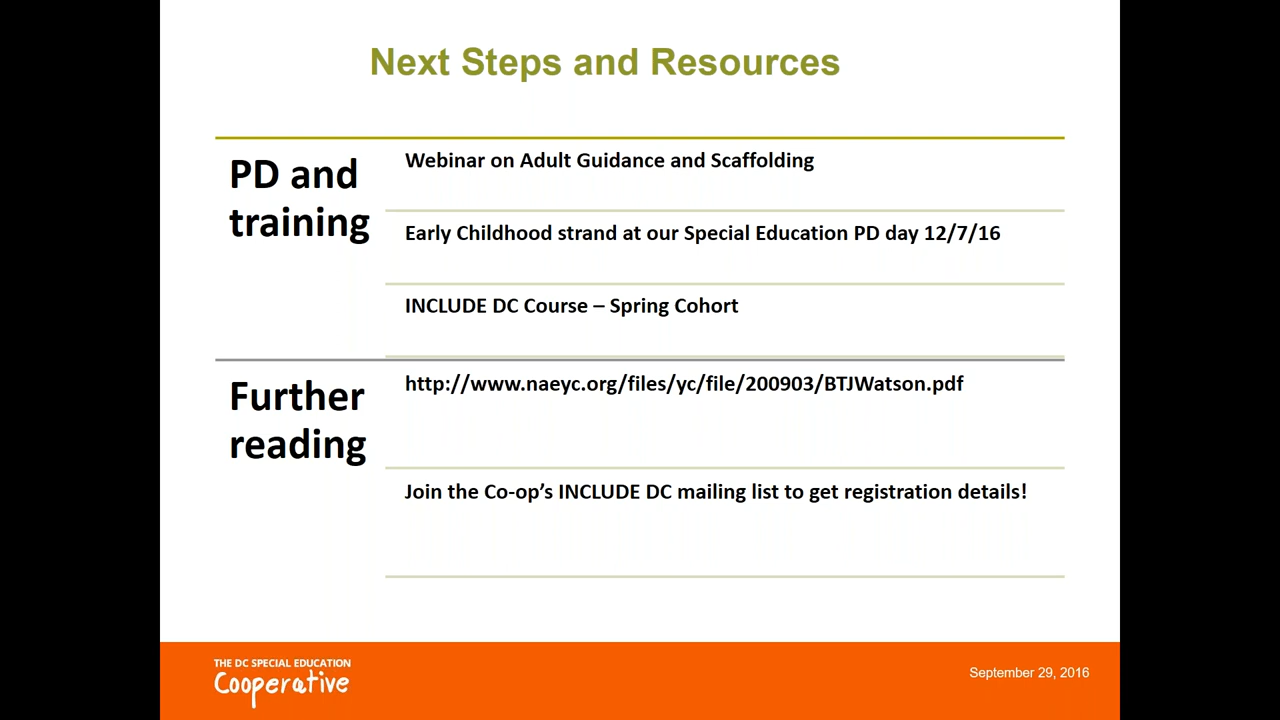 Next Steps and Resources
PD and
training
Webinar on Adult Guidance and Scaffolding
Early Childhood strand at our Special Education PD day 12/7/16
INCLUDE DC Course – Spring Cohort
Further
reading
http://www.naeyc.org/files/yc/file/200903/BTJWatson.pdf
Join the Co-op’s INCLUDE DC mailing list to get registration details!
THE DC SPECIAL EDUCATION
Cooperative
September 29, 2016